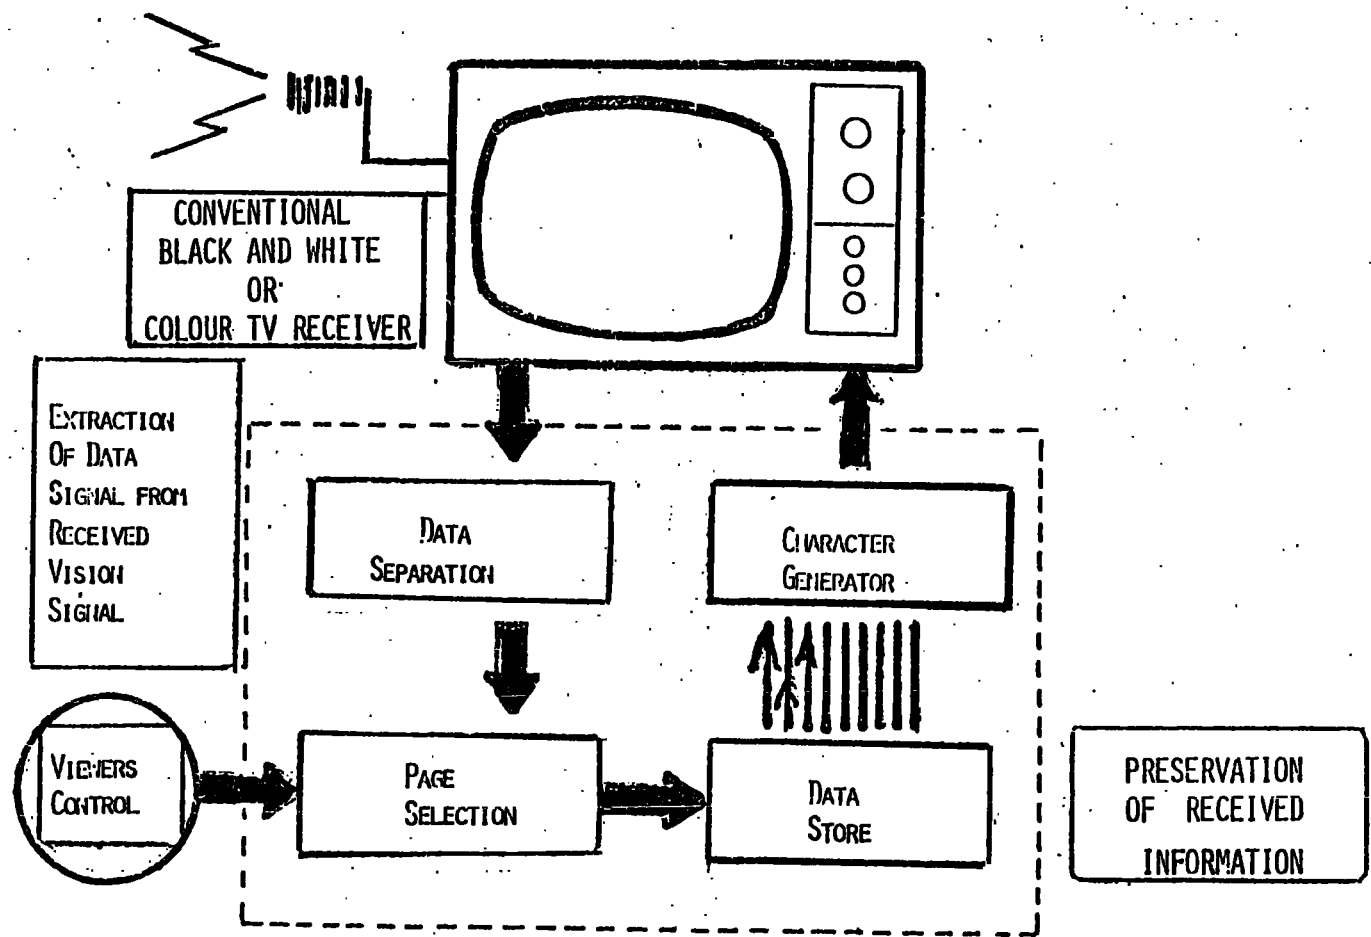 CONVENTIONAL
BLACK AND WHITE
OR
COLOUR TV RECEIVER
EXTRACTION
OF DATA
SIGNAL FROM
RECEIVED
VISION
SIGNAL
DATA
SEPARATION
CHARACTER
GENERATOR
VIEWERS
CONTROL
PAGE
SELECTION
DATA
STORE
PRESERVATION
OF RECEIVED
INFORMATION